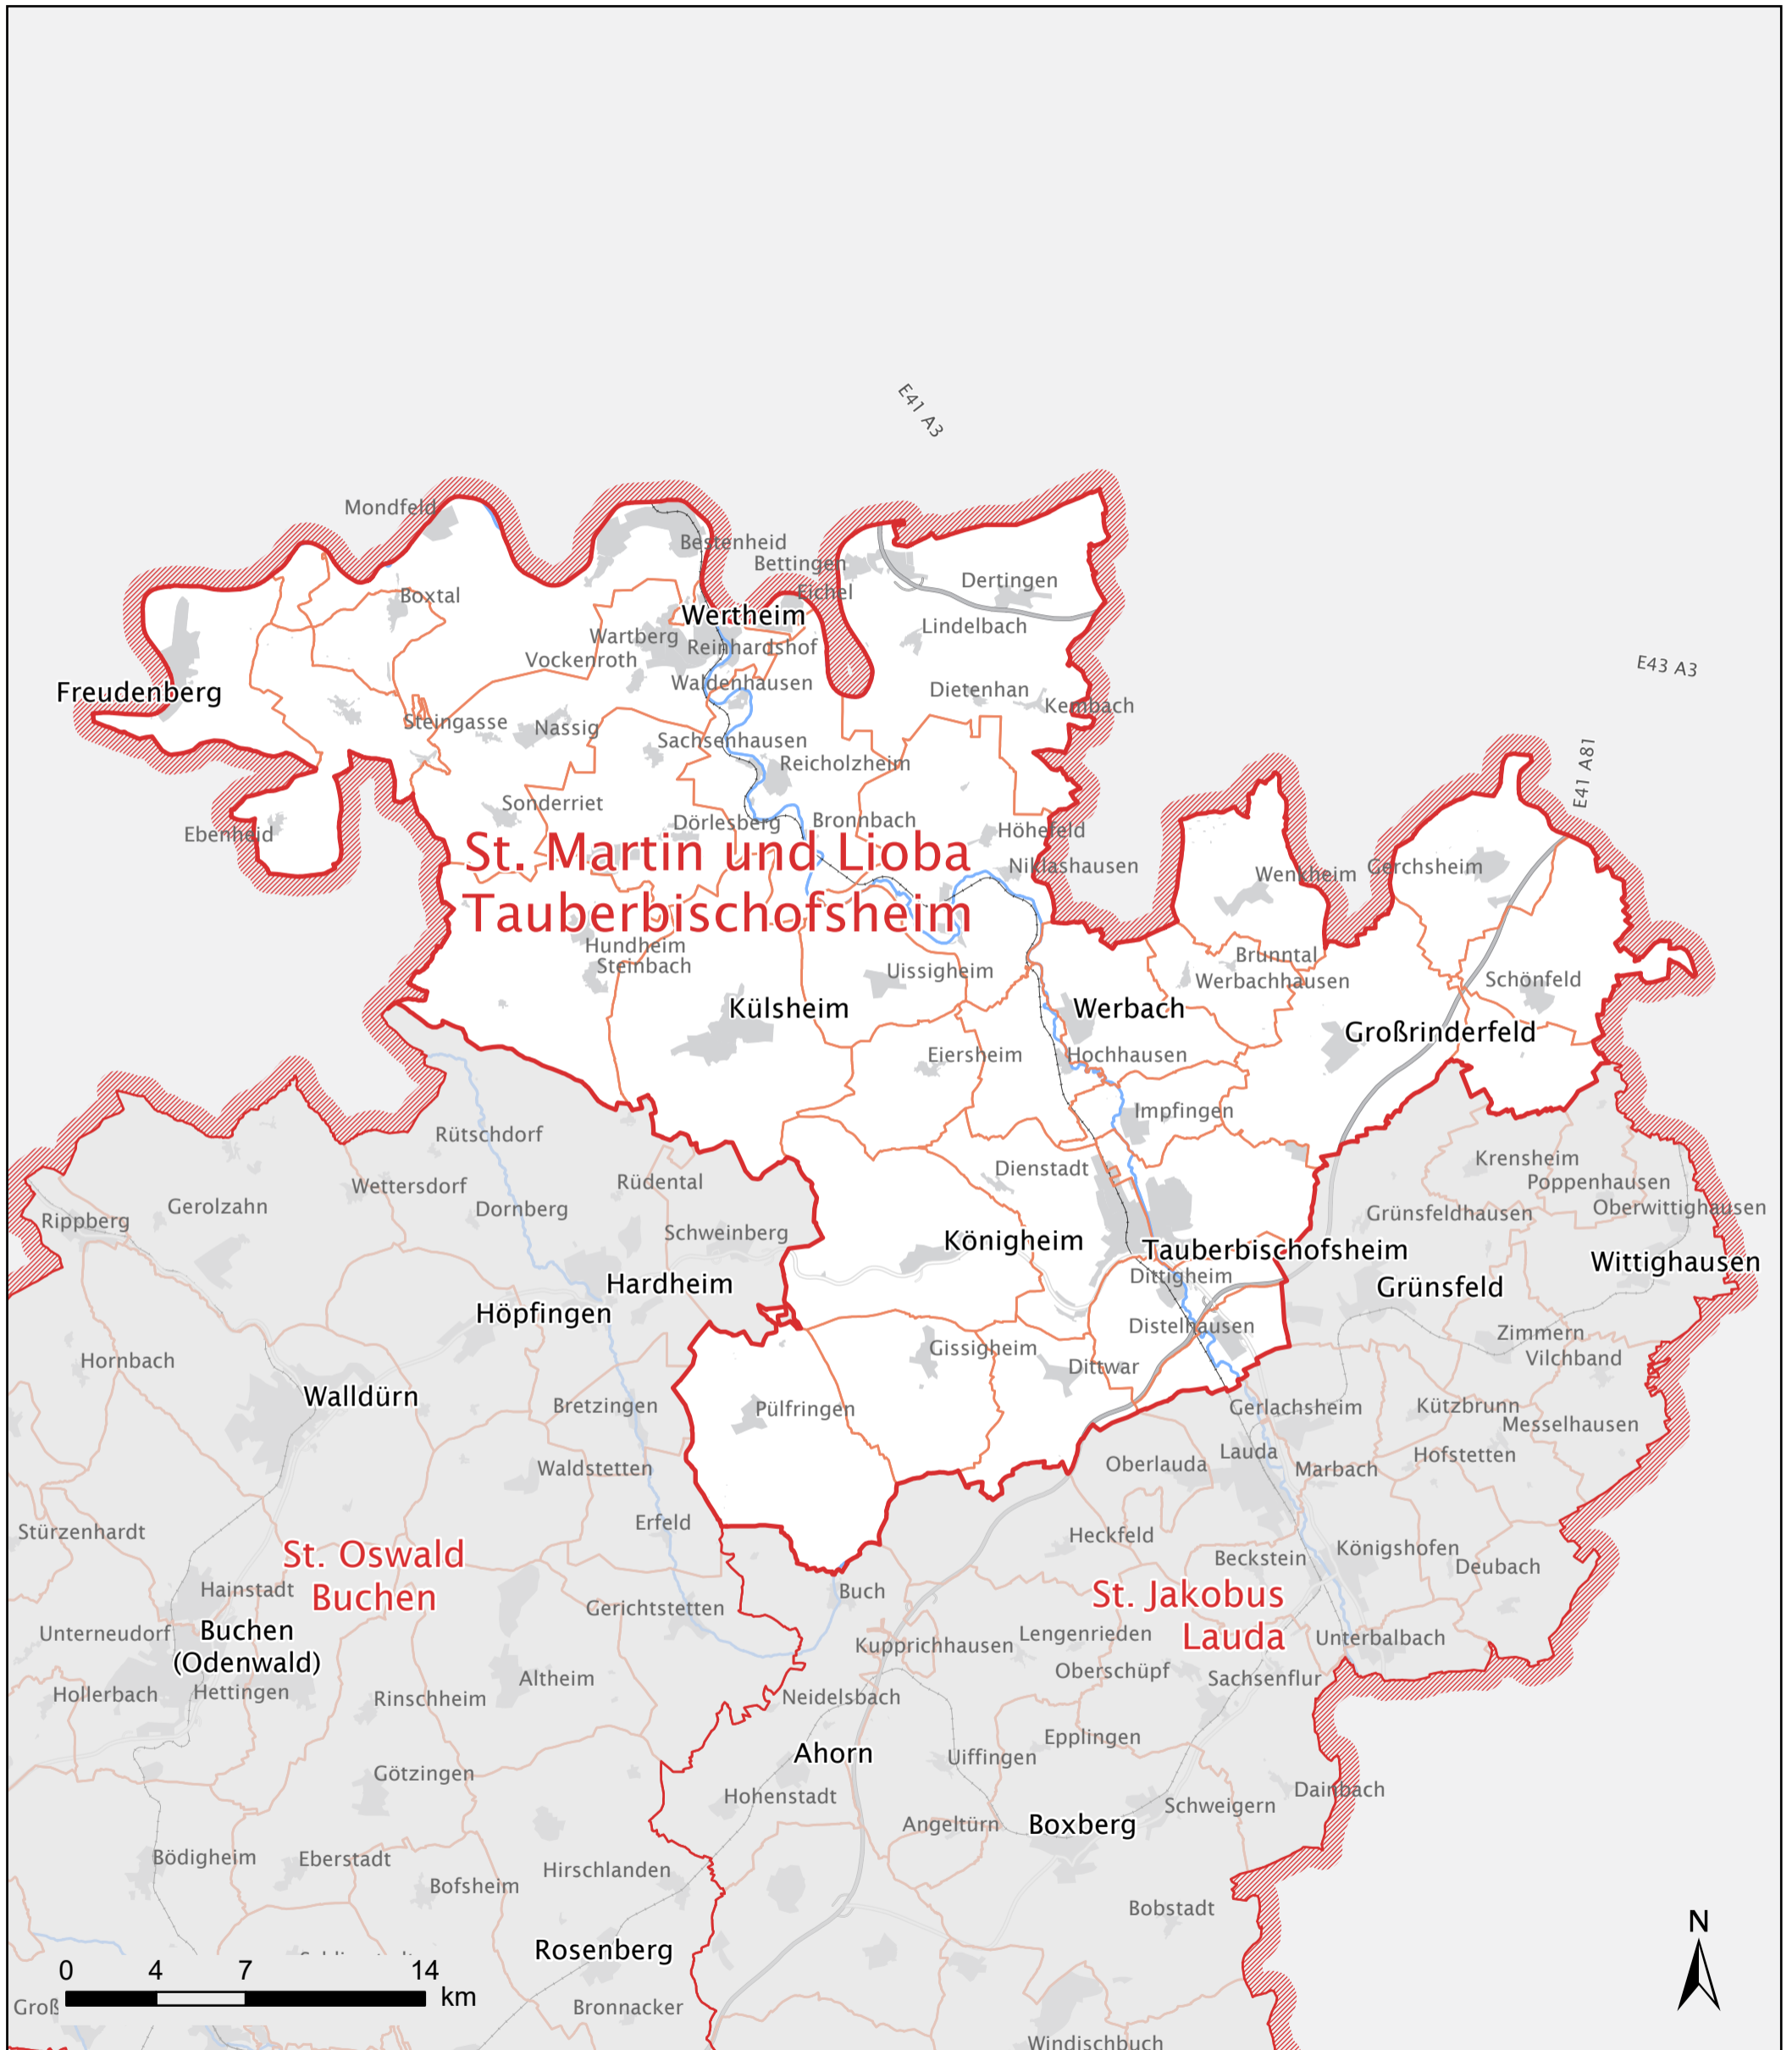 E41 A3
Mondfeld
Bestenheid
Bettingen
Dertingen
Eichel
Boxtal
Wertheim
Lindelbach
Wartberg
Reinhardshof
Vockenroth
E43 A3
Waldenhausen
Dietenhan
Freudenberg
Kembach
Steingasse
Nassig
Sachsenhausen
Reicholzheim
E41 A81
Sonderriet
Dörlesberg
Bronnbach
Höhefeld
Ebenheid
St. Martin und Lioba
Tauberbischofsheim
Niklashausen
Wenkheim
Gerchsheim
Hundheim
Steinbach
Uissigheim
Brunntal
Werbachhausen
Schönfeld
Külsheim
Werbach
Großrinderfeld
Eiersheim
Hochhausen
Impfingen
Rütschdorf
Krensheim
Dienstadt
Rüdental
Poppenhausen
Wettersdorf
Gerolzahn
Dornberg
Oberwittighausen
Rippberg
Grünsfeldhausen
Schweinberg
Königheim
Tauberbischofsheim
Wittighausen
Dittigheim
Hardheim
Grünsfeld
Höpfingen
Distelhausen
Zimmern
Gissigheim
Vilchband
Hornbach
Dittwar
Walldürn
Bretzingen
Pülfringen
Gerlachsheim
Kützbrunn
Messelhausen
Lauda
Hofstetten
Oberlauda
Waldstetten
Marbach
Erfeld
Stürzenhardt
Heckfeld
Königshofen
St. Oswald
Buchen
Beckstein
Deubach
Hainstadt
Buch
St. Jakobus
Lauda
Gerichtstetten
Unterneudorf
Buchen
(Odenwald)
Lengenrieden
Unterbalbach
Kupprichhausen
Oberschüpf
Altheim
Sachsenflur
Hettingen
Hollerbach
Rinschheim
Neidelsbach
Epplingen
Ahorn
Uiffingen
Götzingen
Dainbach
Hohenstadt
Schweigern
Angeltürn
Boxberg
Bödigheim
Eberstadt
Hirschlanden
Bofsheim
Bobstadt
N
Rosenberg
0 4 7 14
km
Groß
Bronnacker
Windischbuch